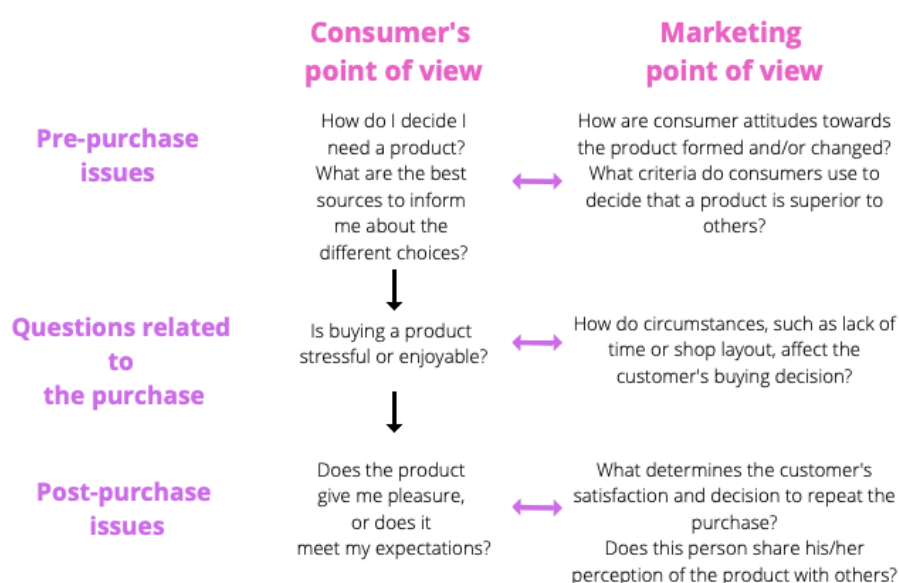 Consumer's
point of view
Marketing
point of view
Pre-purchase
issues
How do I decide I
need a product?
What are the best
sources to inform
me about the
different choices?
How are consumer attitudes towards
the product formed and/or changed?
What criteria do consumers use to
decide that a product is superior to
others?
Questions related
to
the purchase
Is buying a product
stressful or enjoyable?
How do circumstances, such as lack of
time or shop layout, affect the
customer's buying decision?
Post-purchase
issues
Does the product
give me pleasure,
or does it
meet my expectations?
What determines the customer's
satisfaction and decision to repeat the
purchase?
Does this person share his/her
perception of the product with others?